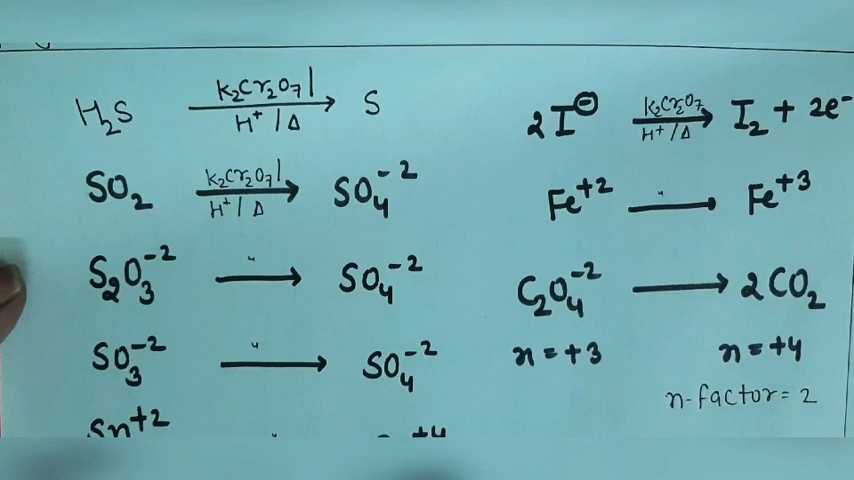 H₂S —K₂Cr₂O₇ / H⁺/Δ→ S
SO₂ —K₂Cr₂O₇ / H⁺/Δ→ SO₄⁻²
S₂O₃⁻² —"→ SO₄⁻²
SO₃⁻² —"→ SO₄⁻²
Sn⁺²
2I⊖ —K₂Cr₂O₇ / H⁺/Δ→ I₂ + 2e⁻
Fe⁺² —"→ Fe⁺³
C₂O₄⁻² ⟶ 2CO₂
n = +3 n = +4
n-factor = 2